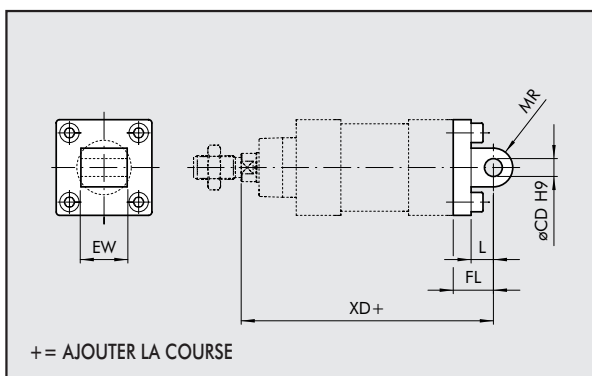 MR
øCD H9
EW
L
FL
XD+
+= AJOUTER LA COURSE